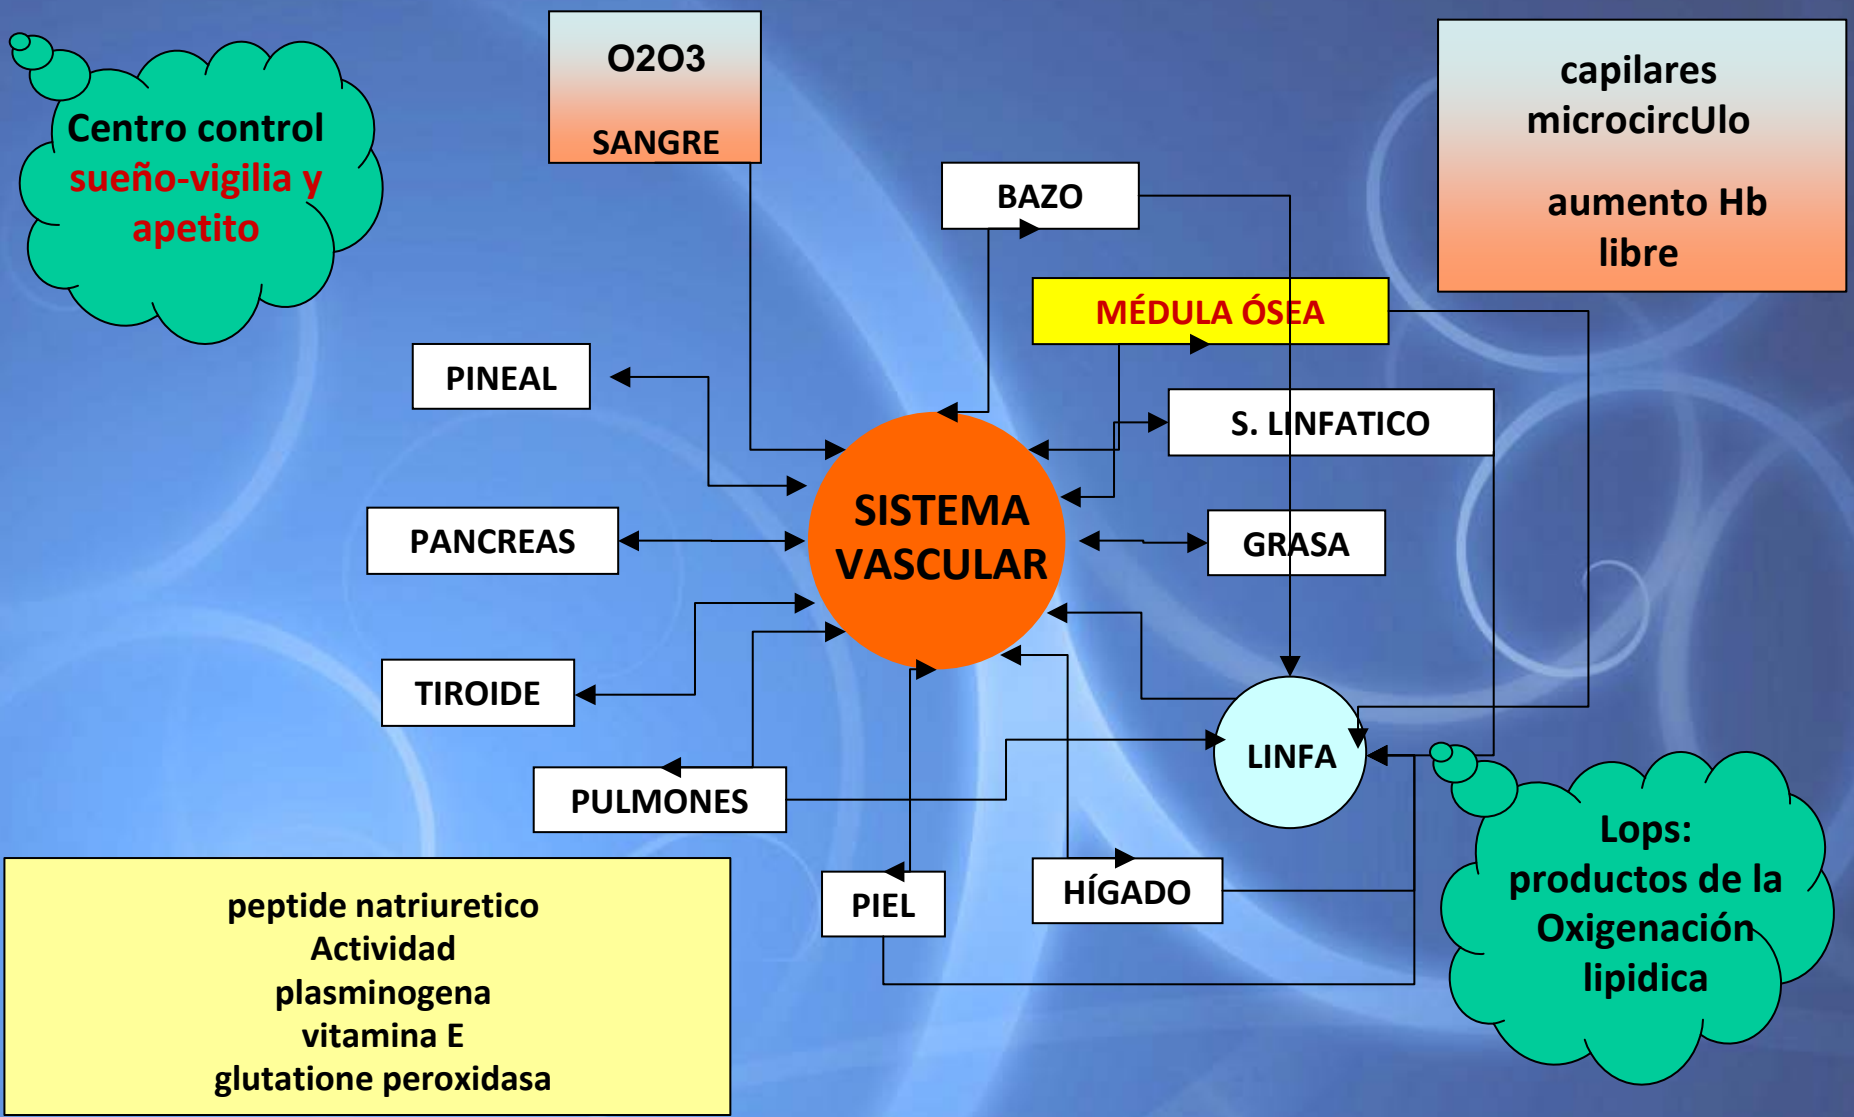 Centro control
sueño-vigilia y
apetito
O2O3
SANGRE
capilares
microcircUlo
aumento Hb
libre
BAZO
MÉDULA ÓSEA
PINEAL
S. LINFATICO
SISTEMA
VASCULAR
PANCREAS
GRASA
TIROIDE
LINFA
PULMONES
PIEL
HÍGADO
Lops:
productos de la
Oxigenación
lipidica
peptide natriuretico
Actividad
plasminogena
vitamina E
glutatione peroxidasa